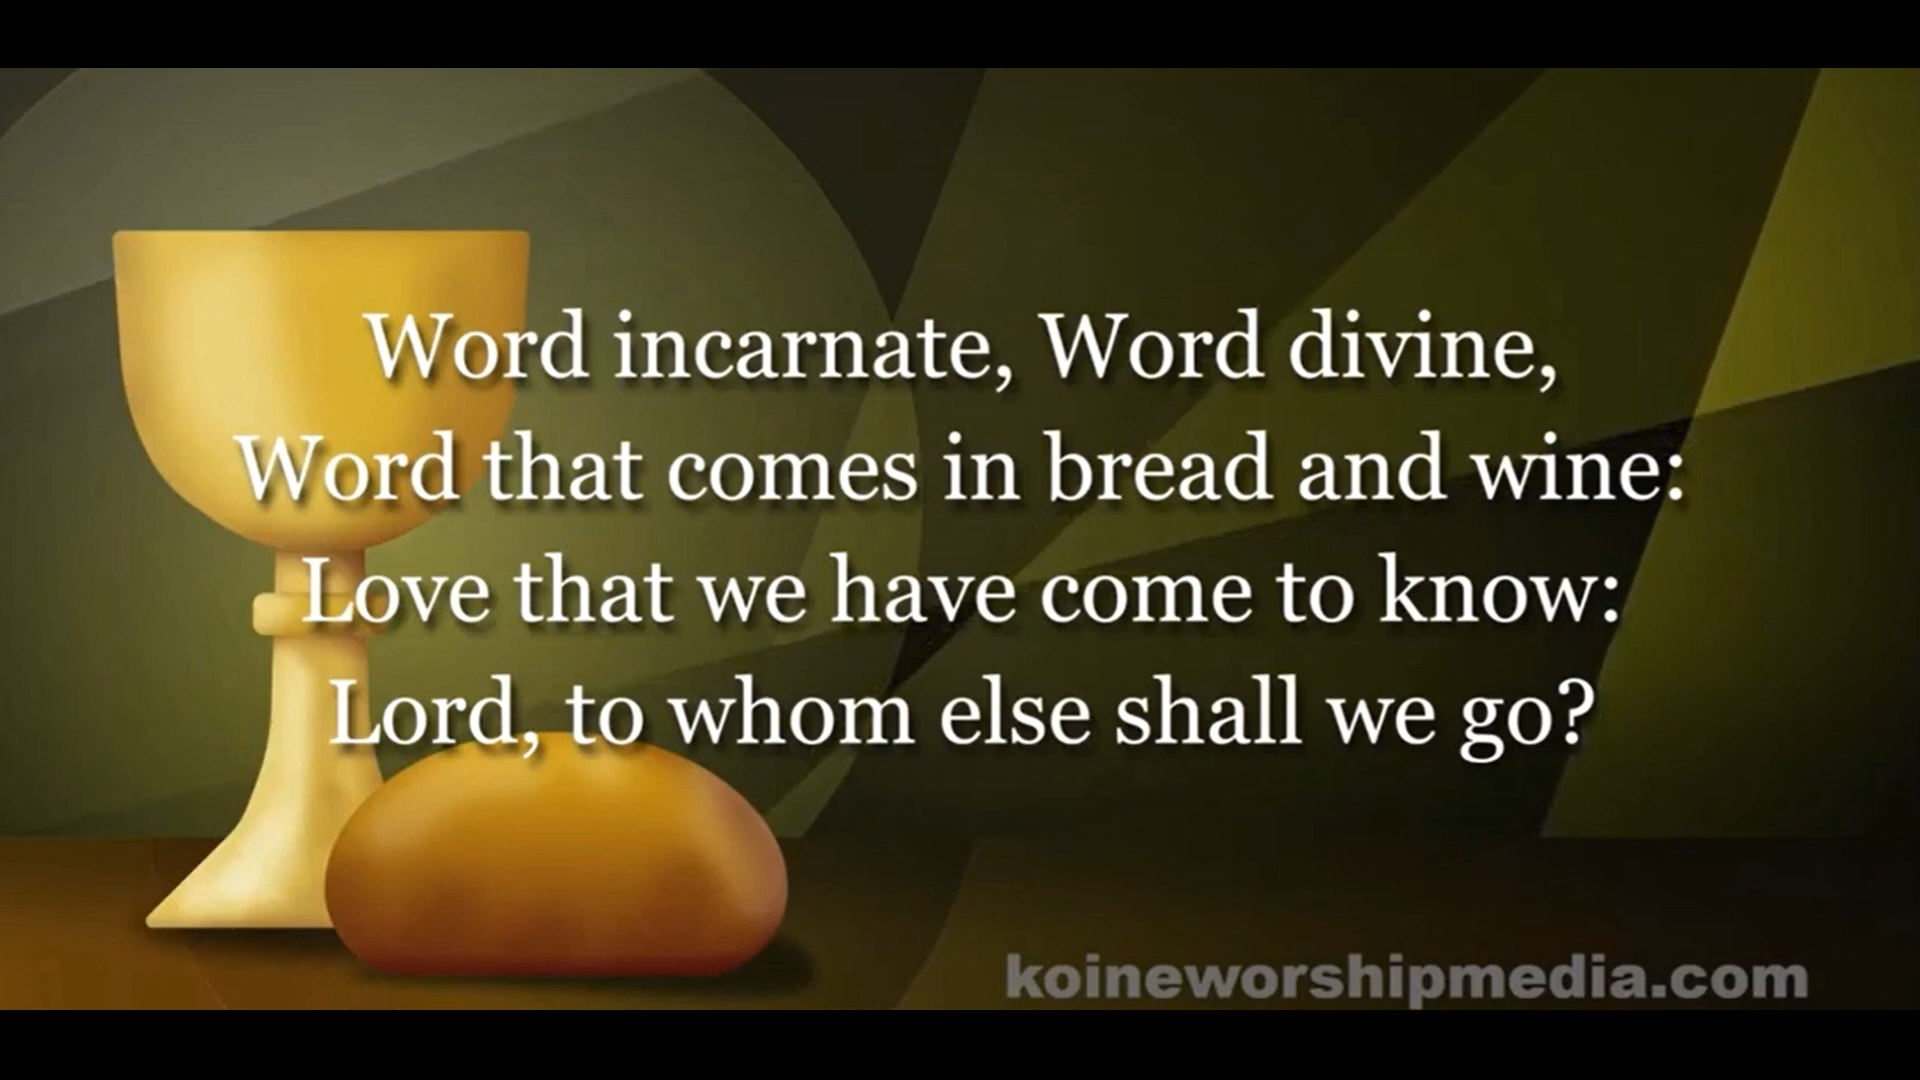 Word incarnate, Word divine,
Word that comes in bread and wine:
Love that we have come to know:
Lord, to whom else shall we go?
koineworshipmedia.com